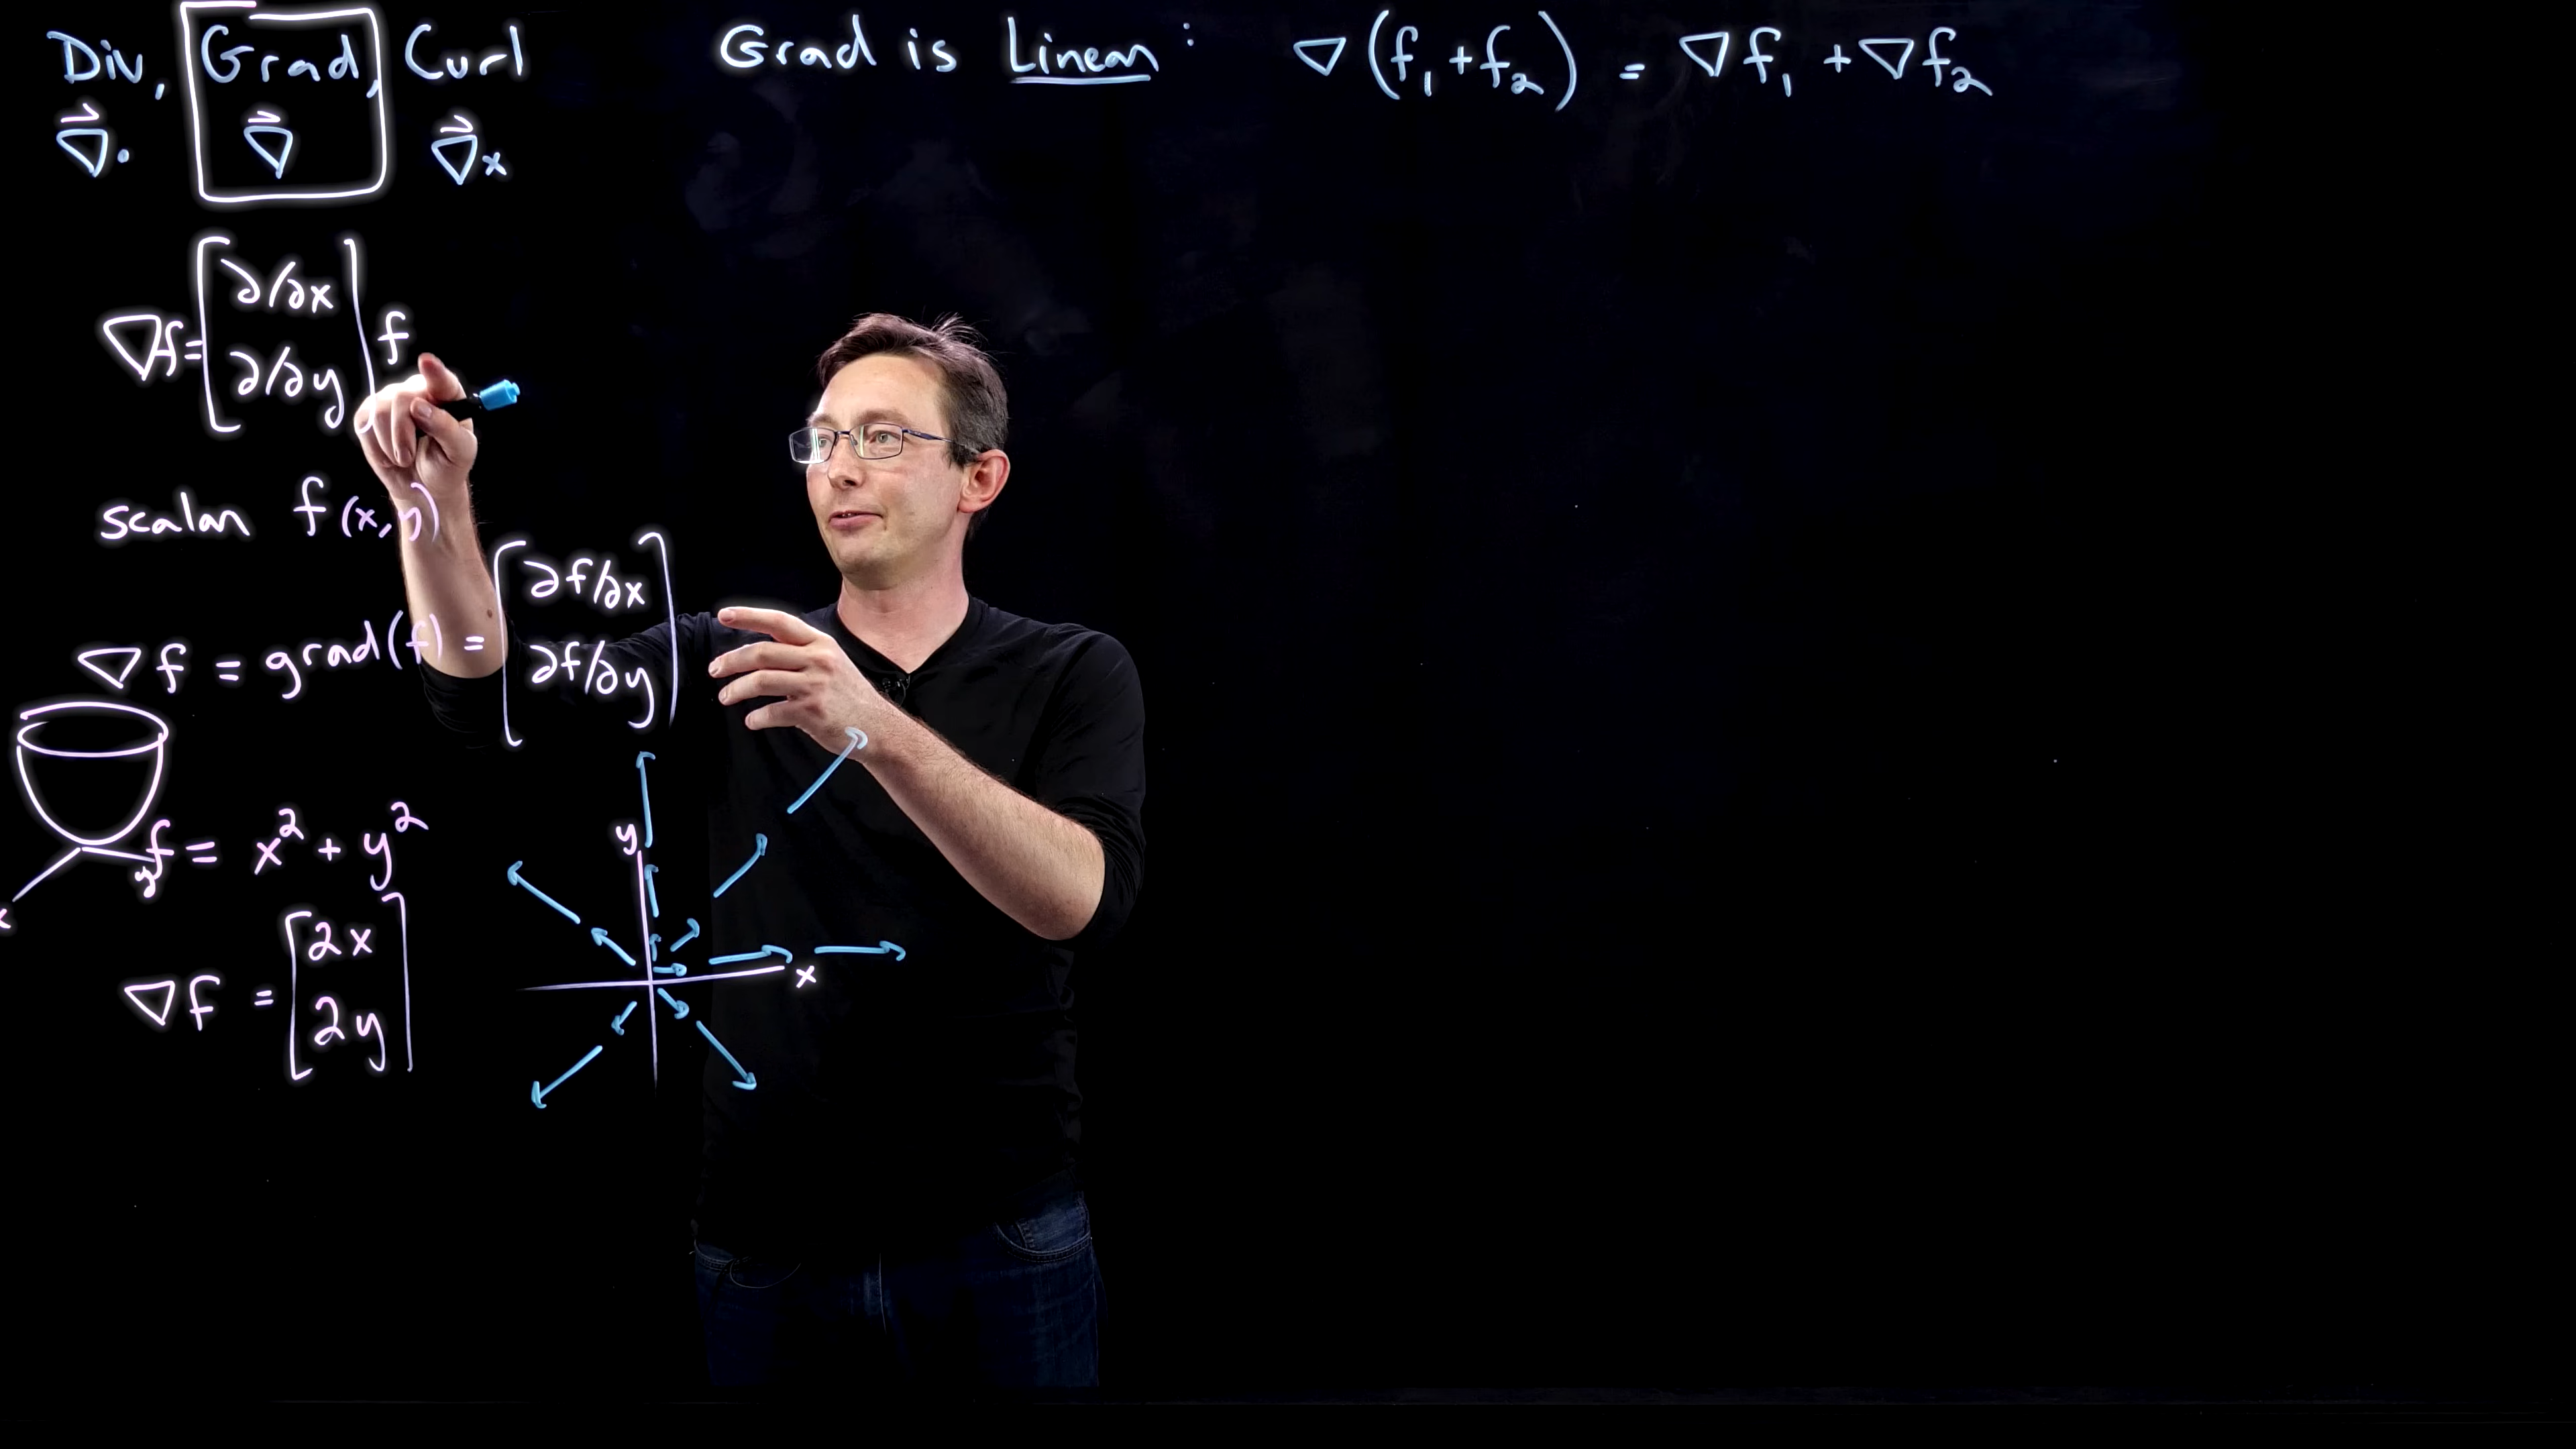 Div, Grad, Curl
∇⃗· ∇⃗ ∇⃗x
Grad is Linear: ∇(f₁+f₂) = ∇f₁ + ∇f₂
∇f = [∂/∂x ∂/∂y] f
scalar f(x,y)
∇f = grad(f) = [∂f/∂x ∂f/∂y]
f = x² + y²
x y
∇f = [2x 2y]
y
x